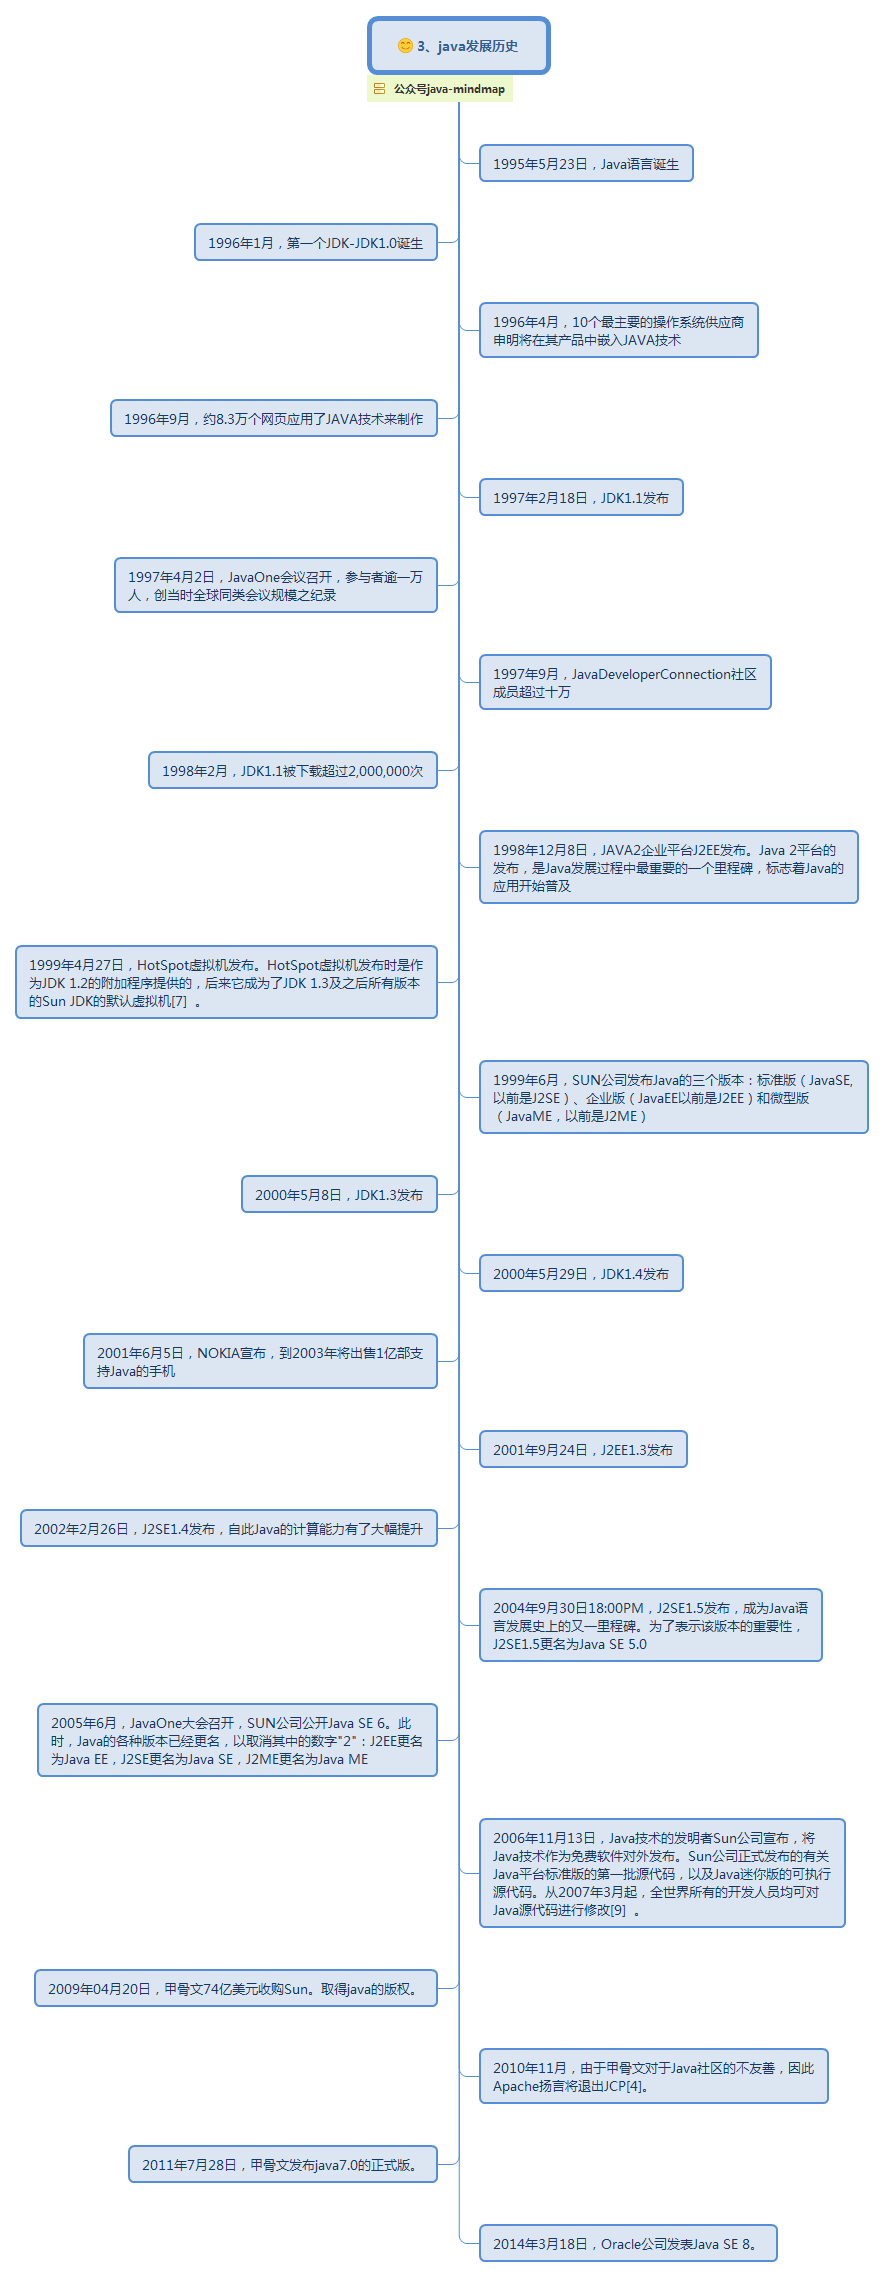 😊 3、java发展历史
公众号java-mindmap
1995年5月23日，Java语言诞生
1996年1月，第一个JDK-JDK1.0诞生
1996年4月，10个最主要的操作系统供应商
申明将在其产品中嵌入JAVA技术
1996年9月，约8.3万个网页应用了JAVA技术来制作
1997年2月18日，JDK1.1发布
1997年4月2日，JavaOne会议召开，参与者逾一万
人，创当时全球同类会议规模之纪录
1997年9月，JavaDeveloperConnection社区
成员超过十万
1998年2月，JDK1.1被下载超过2,000,000次
1998年12月8日，JAVA2企业平台J2EE发布。Java 2平台的
发布，是Java发展过程中最重要的一个里程碑，标志着Java的
应用开始普及
1999年4月27日，HotSpot虚拟机发布。HotSpot虚拟机发布时是作
为JDK 1.2的附加程序提供的，后来它成为了JDK 1.3及之后所有版本
的Sun JDK的默认虚拟机[7] 。
1999年6月，SUN公司发布Java的三个版本：标准版（JavaSE,
以前是J2SE）、企业版（JavaEE以前是J2EE）和微型版
（JavaME，以前是J2ME）
2000年5月8日，JDK1.3发布
2000年5月29日，JDK1.4发布
2001年6月5日，NOKIA宣布，到2003年将出售1亿部支
持Java的手机
2001年9月24日，J2EE1.3发布
2002年2月26日，J2SE1.4发布，自此Java的计算能力有了大幅提升
2004年9月30日18:00PM，J2SE1.5发布，成为Java语
言发展史上的又一里程碑。为了表示该版本的重要性，
J2SE1.5更名为Java SE 5.0
2005年6月，JavaOne大会召开，SUN公司公开Java SE 6。此
时，Java的各种版本已经更名，以取消其中的数字"2"：J2EE更名
为Java EE，J2SE更名为Java SE，J2ME更名为Java ME
2006年11月13日，Java技术的发明者Sun公司宣布，将
Java技术作为免费软件对外发布。Sun公司正式发布的有关
Java平台标准版的第一批源代码，以及Java迷你版的可执行
源代码。从2007年3月起，全世界所有的开发人员均可对
Java源代码进行修改[9] 。
2009年04月20日，甲骨文74亿美元收购Sun。取得java的版权。
2010年11月，由于甲骨文对于Java社区的不友善，因此
Apache扬言将退出JCP[4]。
2011年7月28日，甲骨文发布java7.0的正式版。
2014年3月18日，Oracle公司发表Java SE 8。